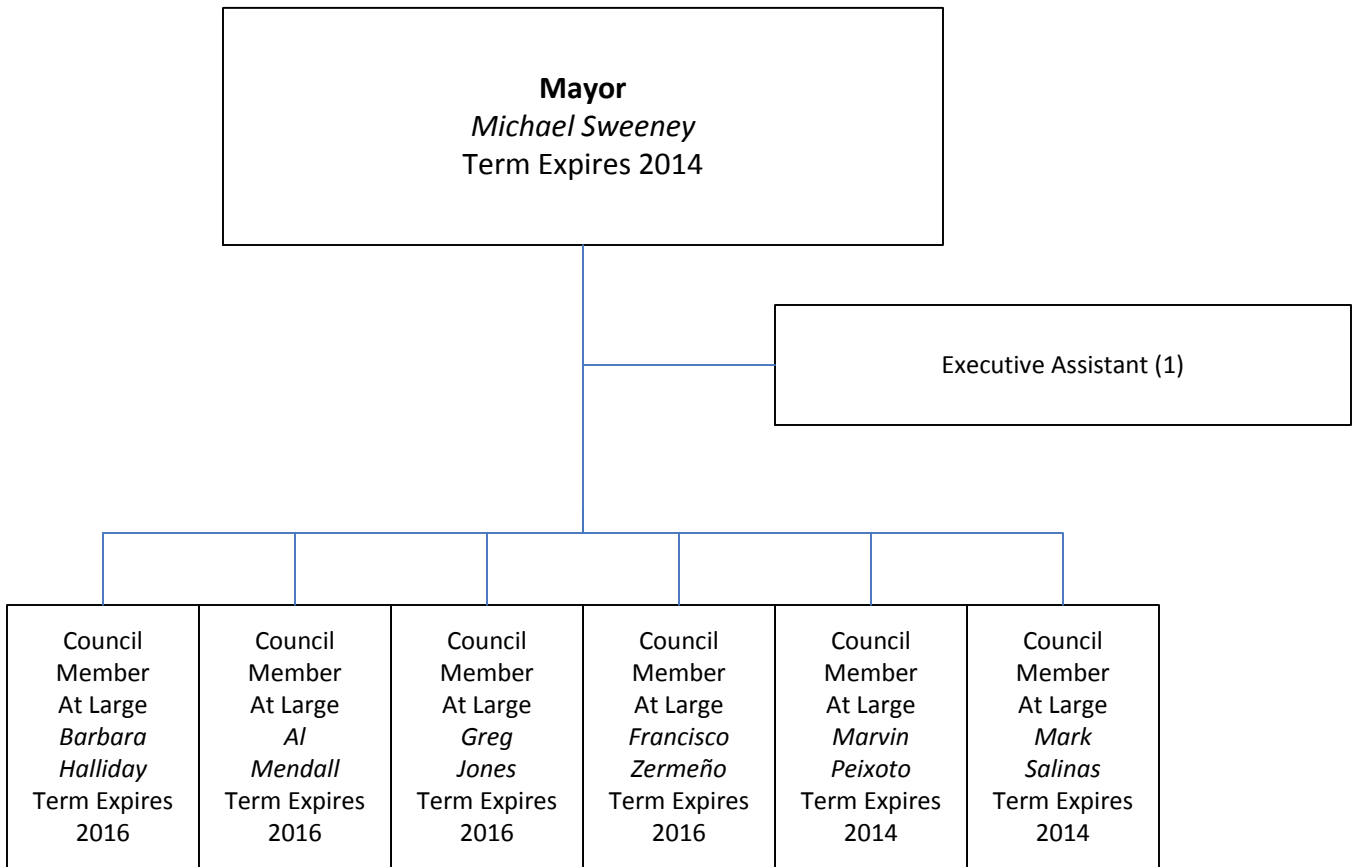 Mayor
Michael Sweeney
Term Expires 2014
Executive Assistant (1)
Council
Member
At Large
Barbara
Halliday
Term Expires
2016
Council
Member
At Large
Al
Mendall
Term Expires
2016
Council
Member
At Large
Greg
Jones
Term Expires
2016
Council
Member
At Large
Francisco
Zermeño
Term Expires
2016
Council
Member
At Large
Marvin
Peixoto
Term Expires
2014
Council
Member
At Large
Mark
Salinas
Term Expires
2014